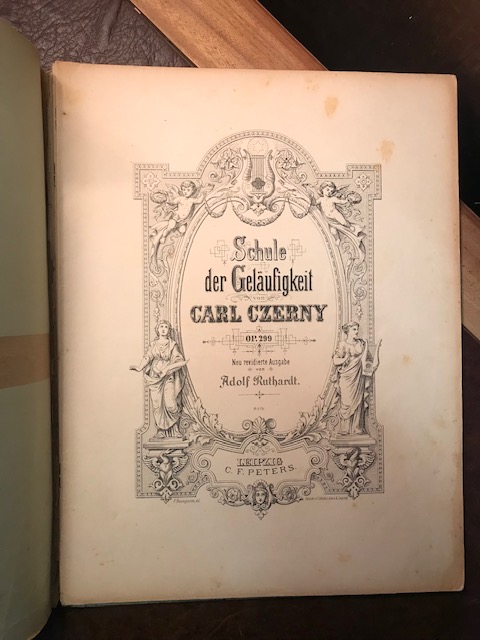 Schule
der Geläufigkeit
VON
CARL CZERNY
OP. 299
Neu revidierte Ausgabe
von
Adolf Ruthardt.
LEIPZIG
C. F. PETERS.